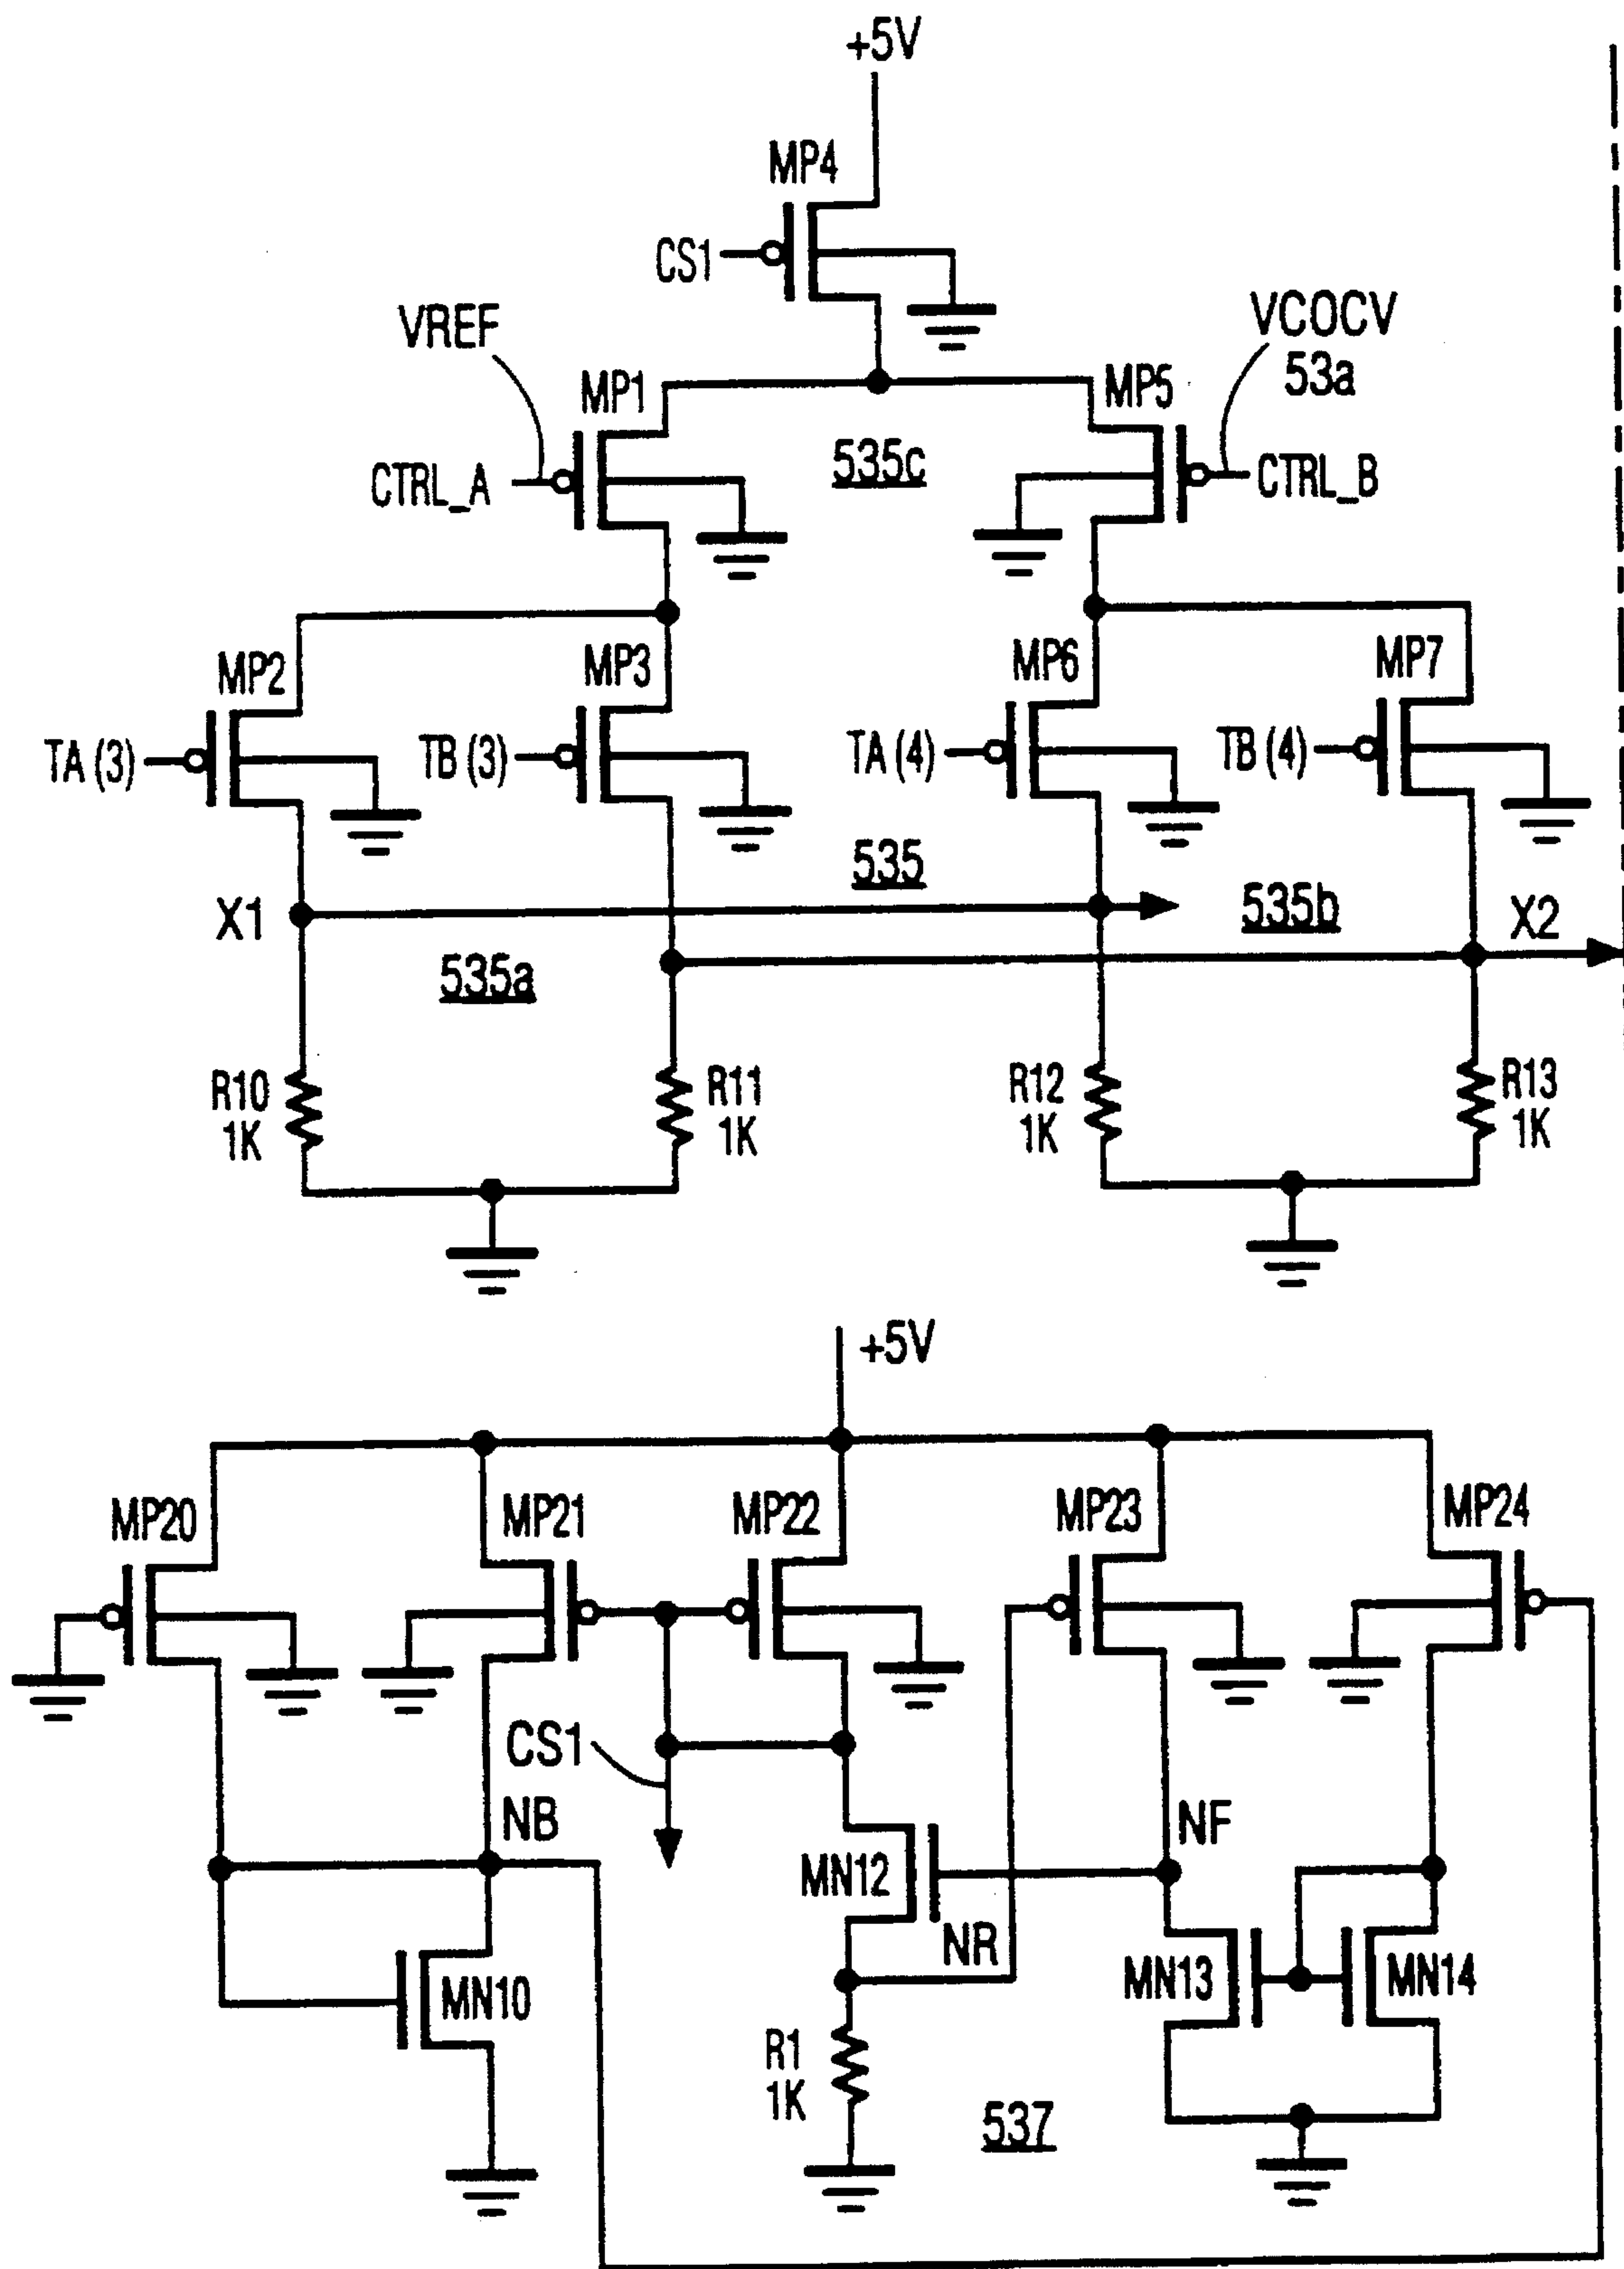 +5V
MP4
CS1
VREF
VCOCV
53a
MP1
MP5
535c
CTRL_A
CTRL_B
MP2
MP3
MP6
MP7
TA (3)
TB (3)
TA (4)
TB (4)
535
X1
535b
X2
535a
R10
1K
R11
1K
R12
1K
R13
1K
+5V
MP20
MP21
MP22
MP23
MP24
CS1
NB
NF
MN12
NR
MN10
MN13
MN14
R1
1K
537